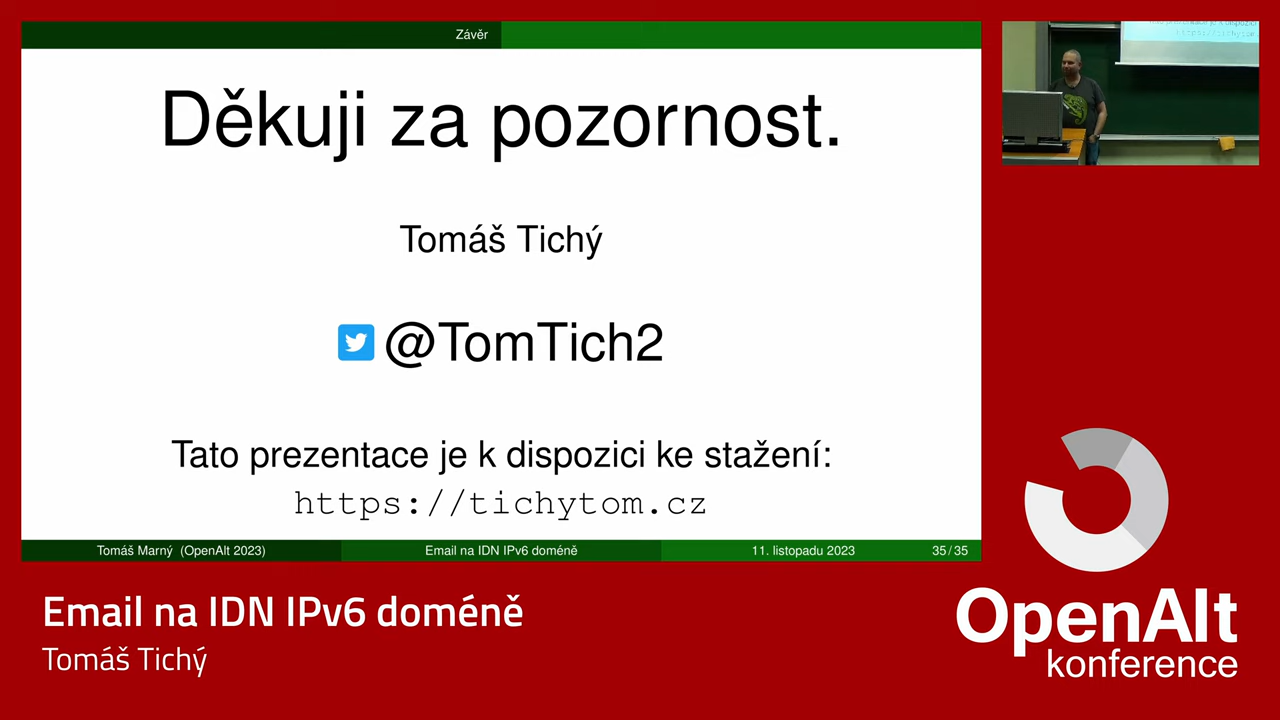 Závěr
Děkuji za pozornost.
Tomáš Tichý
@TomTich2
Tato prezentace je k dispozici ke stažení:
https://tichytom.cz
Tomáš Marný (OpenAlt 2023) Email na IDN IPv6 doméně 11. listopadu 2023 35/35
Email na IDN IPv6 doméně
Tomáš Tichý
OpenAlt
konference